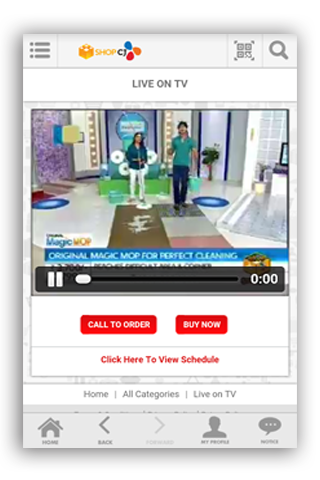 SHOP CJ
LIVE ON TV
ORIGINAL
Magic MOP
ORIGINAL MAGIC MOP FOR PERFECT CLEANING
0:00
CALL TO ORDER
BUY NOW
Click Here To View Schedule
Home | All Categories | Live on TV
HOME
BACK
FORWARD
MY PROFILE
NOTICE